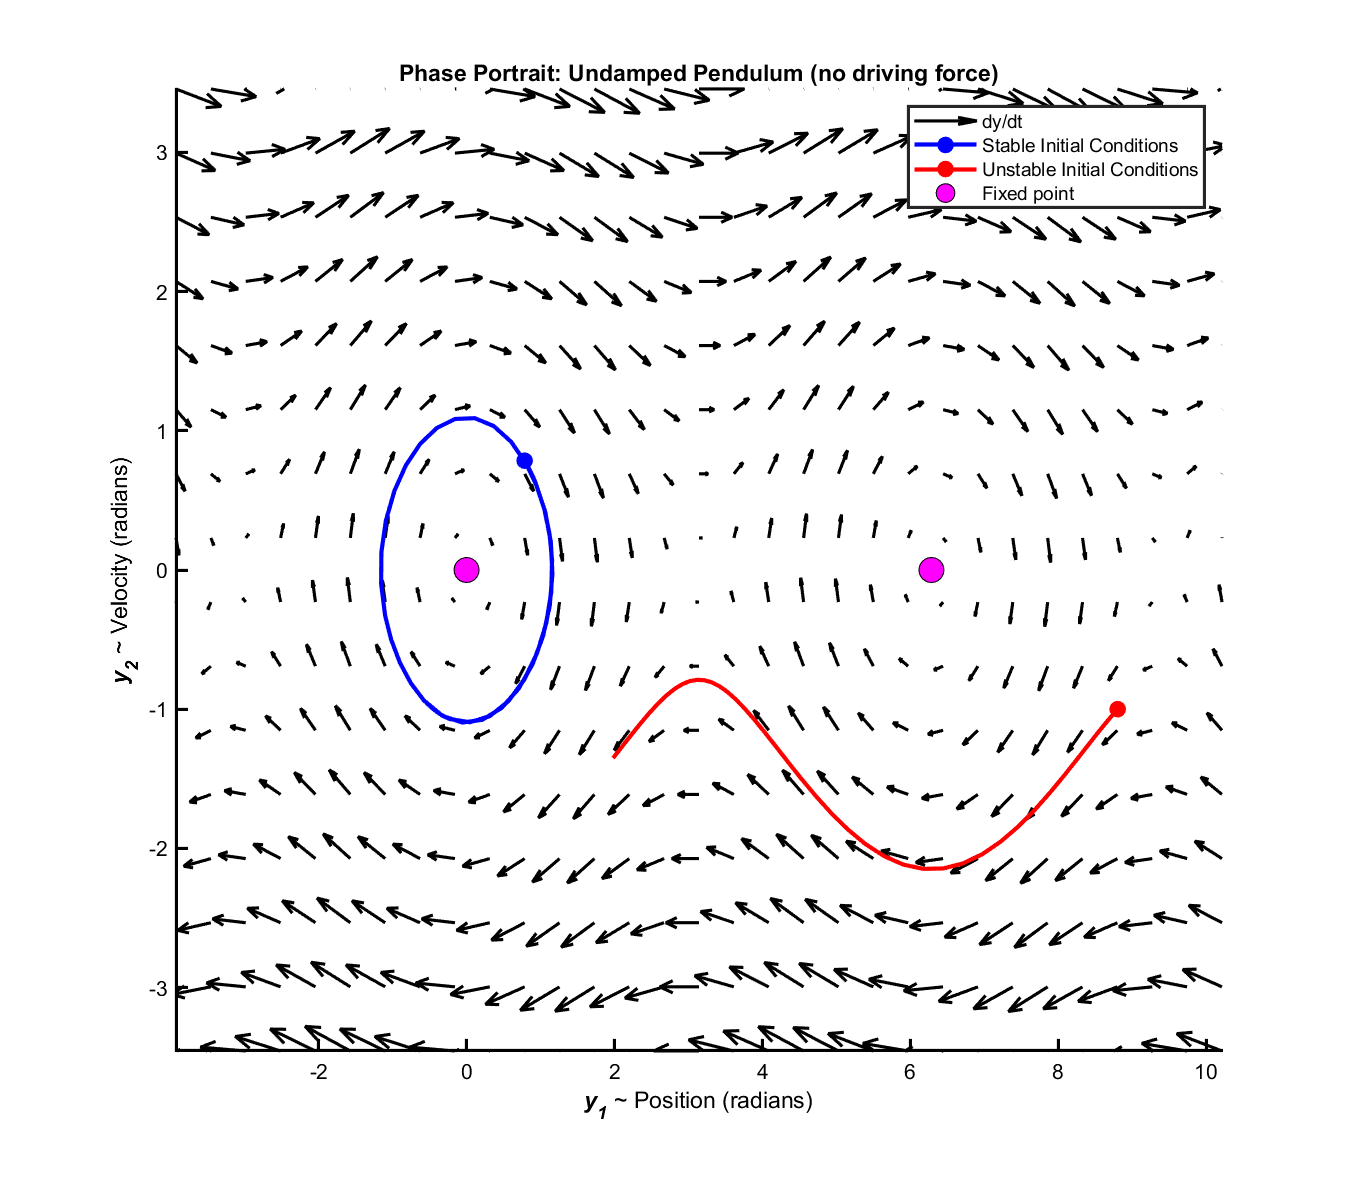 Phase Portrait: Undamped Pendulum (no driving force)
dy/dt
Stable Initial Conditions
Unstable Initial Conditions
Fixed point
3
2
1
0
-1
-2
-3
y2 ~ Velocity (radians)
-2 0 2 4 6 8 10
y1 ~ Position (radians)